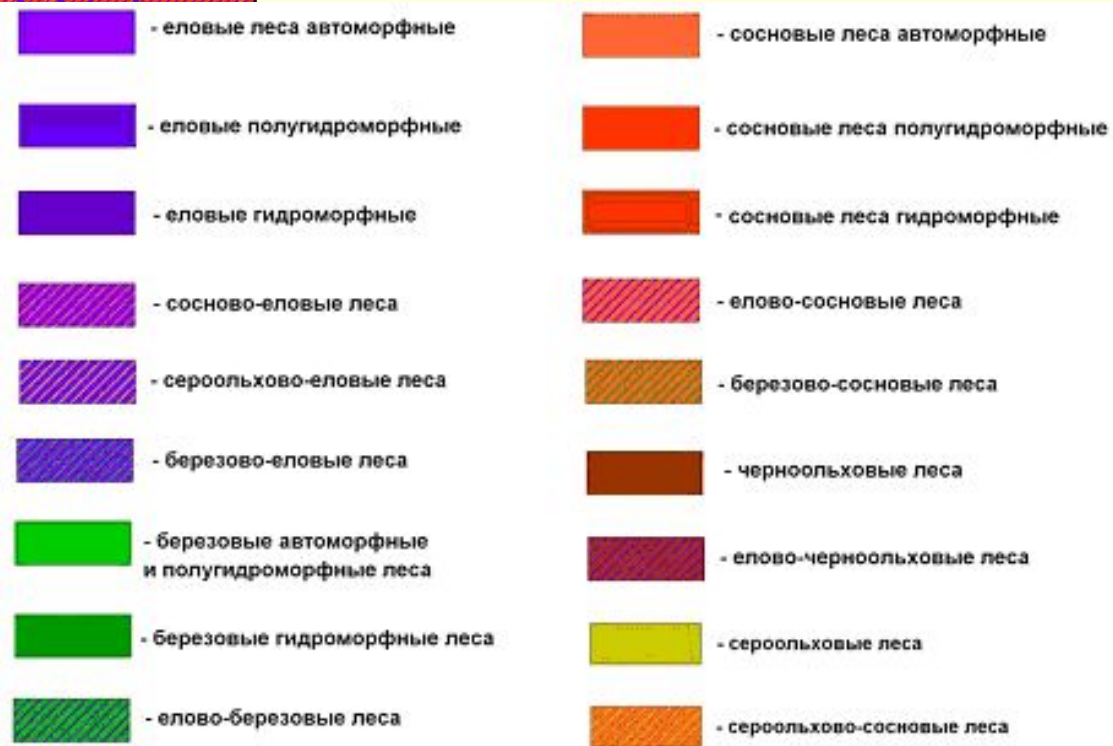 - еловые леса автоморфные
- еловые полугидроморфные
- еловые гидроморфные
- сосново-еловые леса
- сероольхово-еловые леса
- березово-еловые леса
- березовые автоморфные
и полугидроморфные леса
- березовые гидроморфные леса
- елово-березовые леса
- сосновые леса автоморфные
- сосновые леса полугидроморфные
- сосновые леса гидроморфные
- елово-сосновые леса
- березово-сосновые леса
- черноольховые леса
- елово-черноольховые леса
- сероольховые леса
- сероольхово-сосновые леса